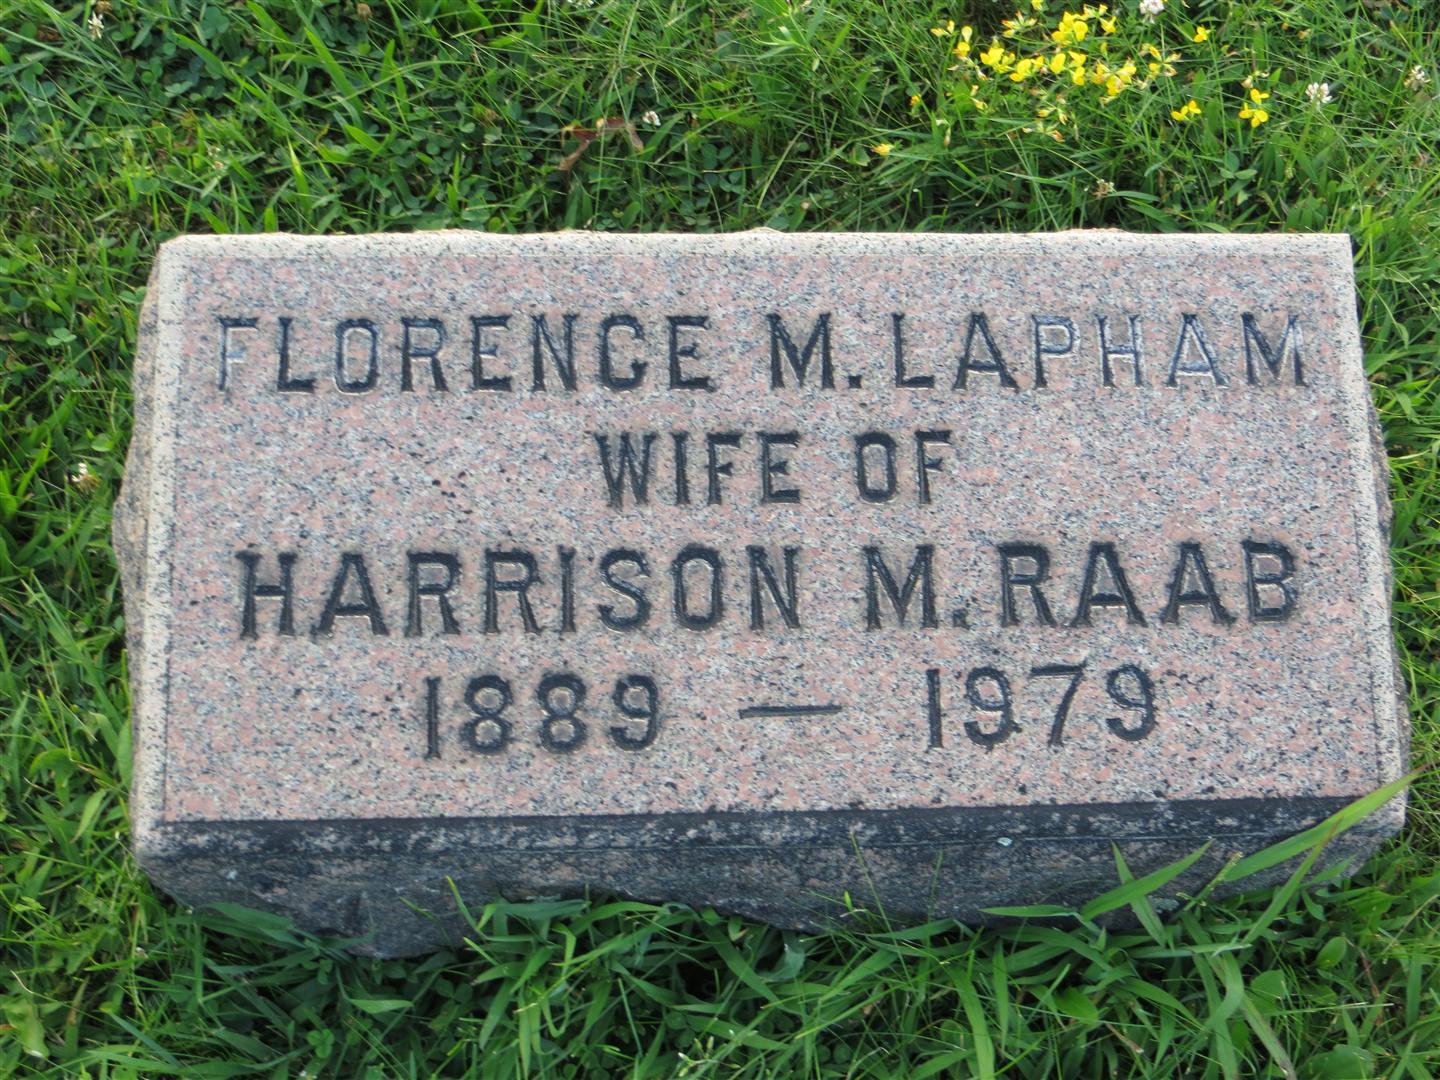 FLORENCE M. LAPHAM
WIFE OF
HARRISON M. RAAB
1889 — 1979